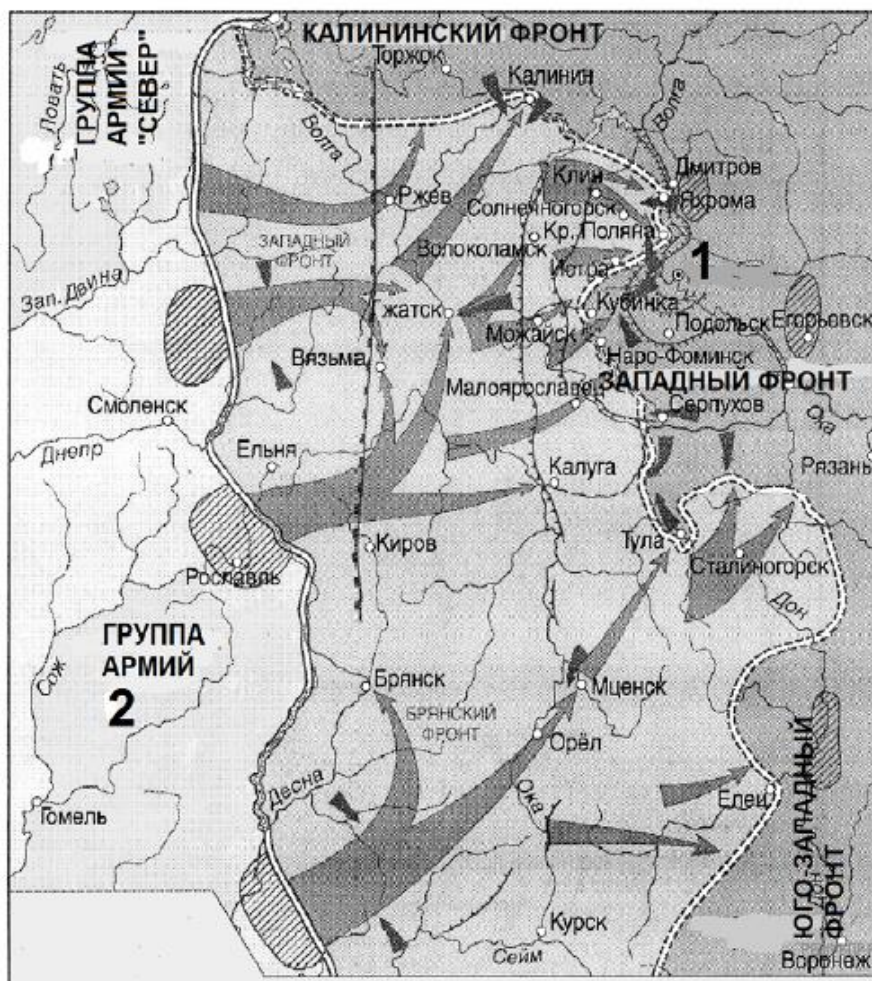 КАЛИНИНСКИЙ ФРОНТ
Торжок
ГРУППА
АРМИЙ
"СЕВЕР"
Ловать
Калинин
Волга
Волга
Дмитров
Клин
Яхрома
Ржев
Солнечногорск
Кр. Поляна
ЗАПАДНЫЙ
ФРОНТ
Волоколамск
Истра
1
Зап. Двина
Гжатск
Кубинка
Можайск
Подольск
Егорьевск
Вязьма
Наро-Фоминск
Малоярославец
ЗАПАДНЫЙ ФРОНТ
Смоленск
Серпухов
Ока
Днепр
Ельня
Рязань
Калуга
Киров
Тула
Рославль
Сталиногорск
Дон
ГРУППА
АРМИЙ
2
Сож
Брянск
Мценск
БРЯНСКИЙ
ФРОНТ
Орёл
Десна
Ока
Елец
Гомель
ЮГО-ЗАПАДНЫЙ
ФРОНТ
Дон
Курск
Сейм
Воронеж